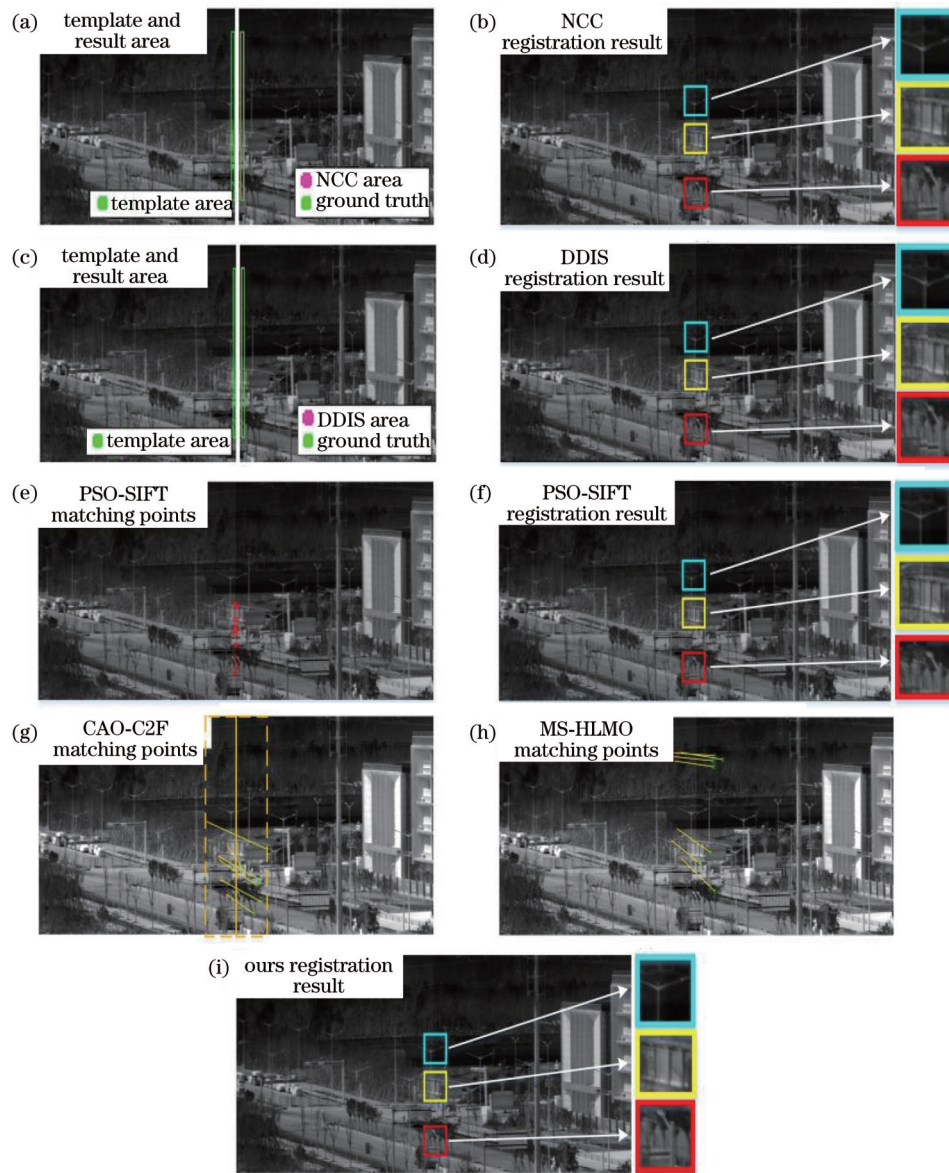 (a)
template and
result area
template area
NCC area
ground truth
(b)
NCC
registration result
(c)
template and
result area
template area
DDIS area
ground truth
(d)
DDIS
registration result
(e)
PSO-SIFT
matching points
(f)
PSO-SIFT
registration result
(g)
CAO-C2F
matching points
(h)
MS-HLMO
matching points
(i)
ours registration
result